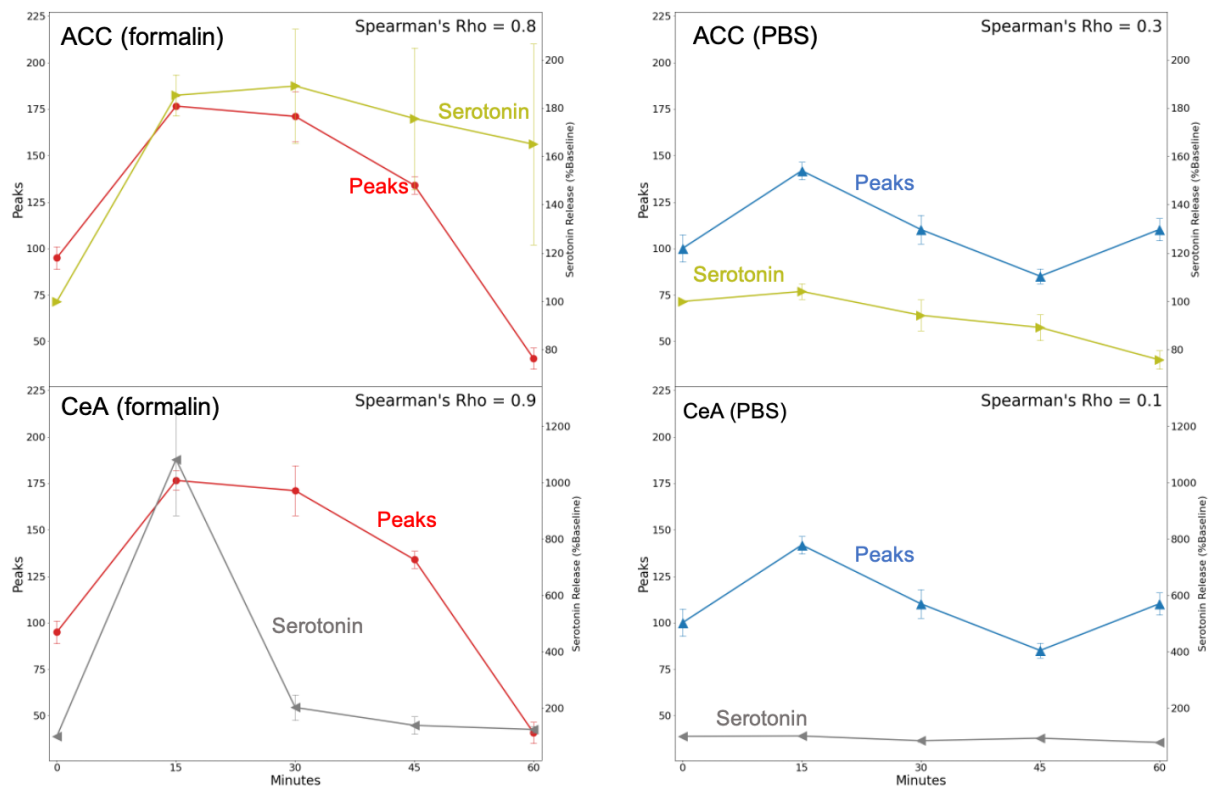 ACC (formalin)
Spearman's Rho = 0.8
225
200
175
150
125
100
75
50
Peaks
Serotonin
Peaks
200
180
160
140
120
100
80
Serotonin Release (%Baseline)
ACC (PBS)
Spearman's Rho = 0.3
225
200
175
150
125
100
75
50
Peaks
Peaks
Serotonin
200
180
160
140
120
100
80
Serotonin Release (%Baseline)
CeA (formalin)
Spearman's Rho = 0.9
225
200
175
150
125
100
75
50
Peaks
Peaks
Serotonin
1200
1000
800
600
400
200
Serotonin Release (%Baseline)
0 15 30 45 60
Minutes
CeA (PBS)
Spearman's Rho = 0.1
225
200
175
150
125
100
75
50
Peaks
Peaks
Serotonin
1200
1000
800
600
400
200
Serotonin Release (%Baseline)
0 15 30 45 60
Minutes